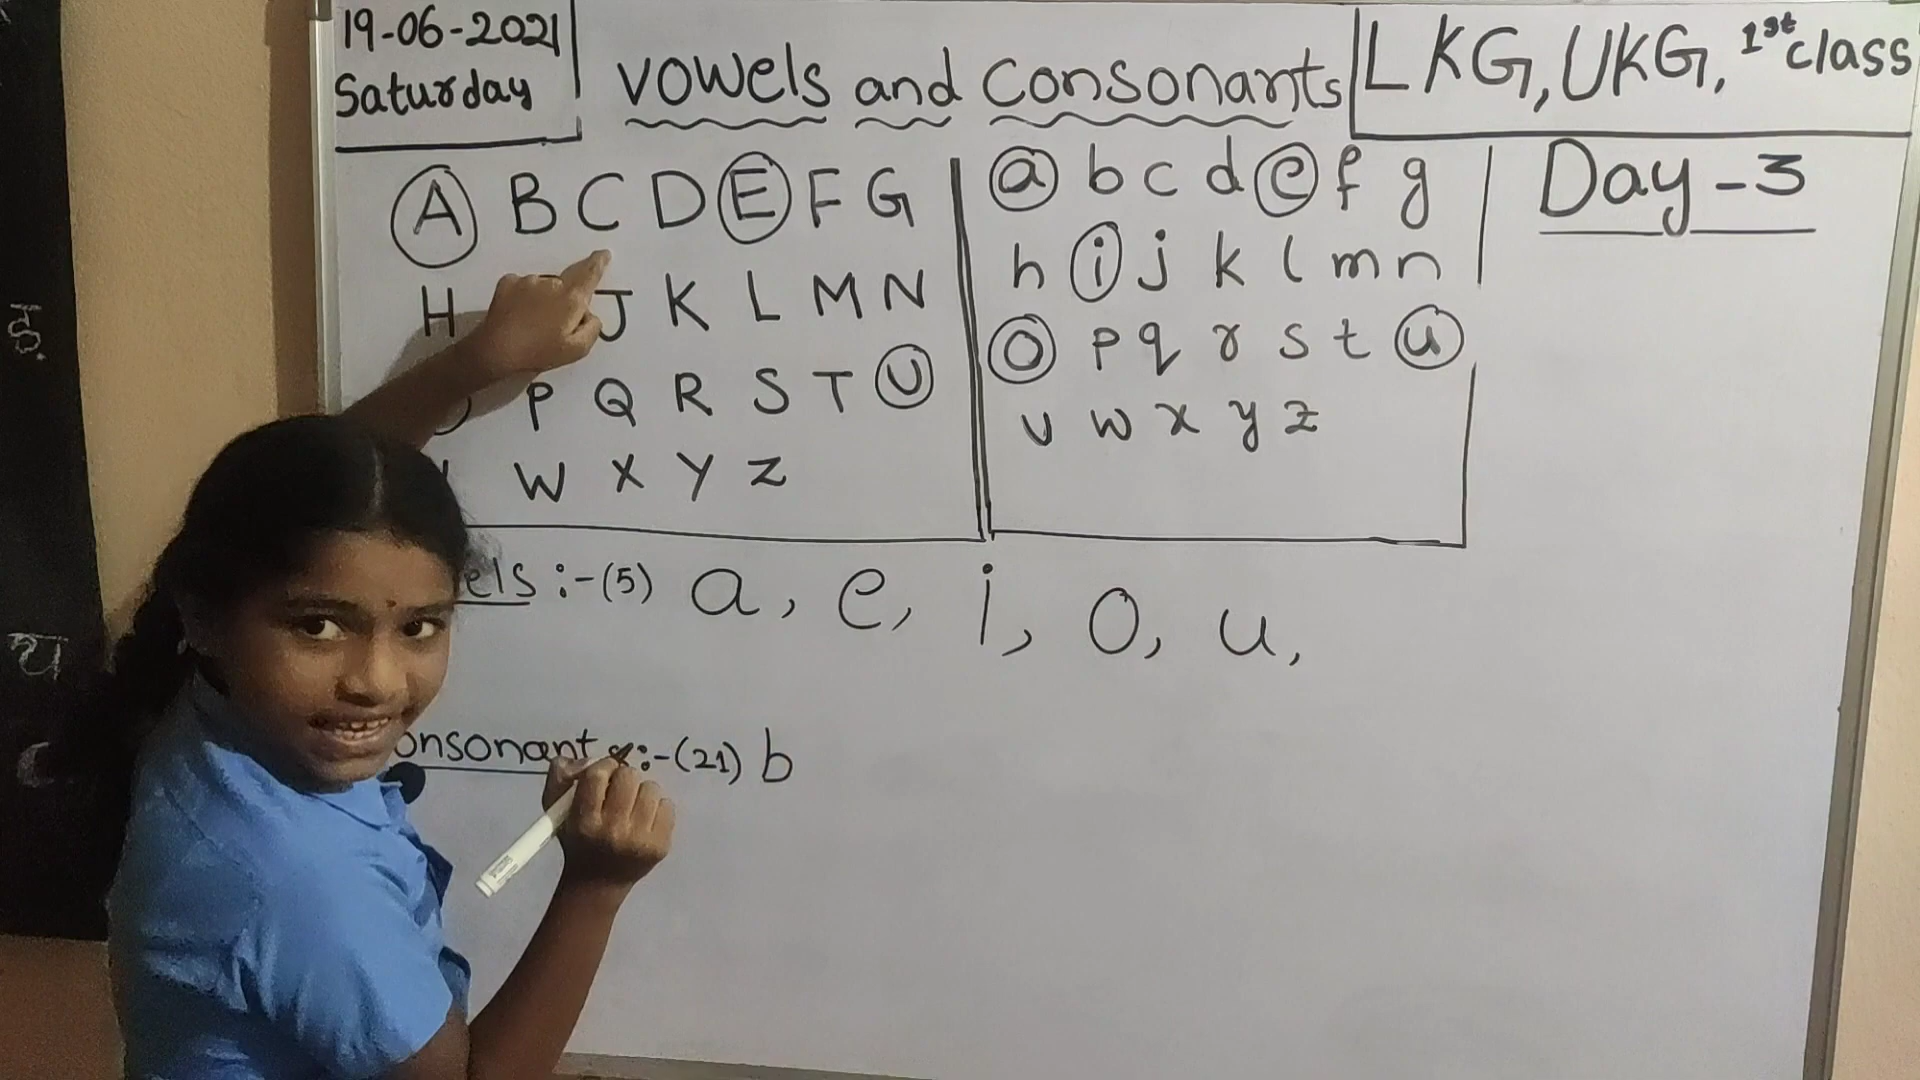 19-06-2021
Saturday
Vowels and Consonants
LKG, UKG, 1st class
Day-3
A B C D E F G
H J K L M N
P Q R S T U
W X Y Z
a b c d e f g
h i j k l m n
o p q r s t u
v w x y z
els :-(5) a, e, i, o, u,
onsonant :-(21) b
इ.
य